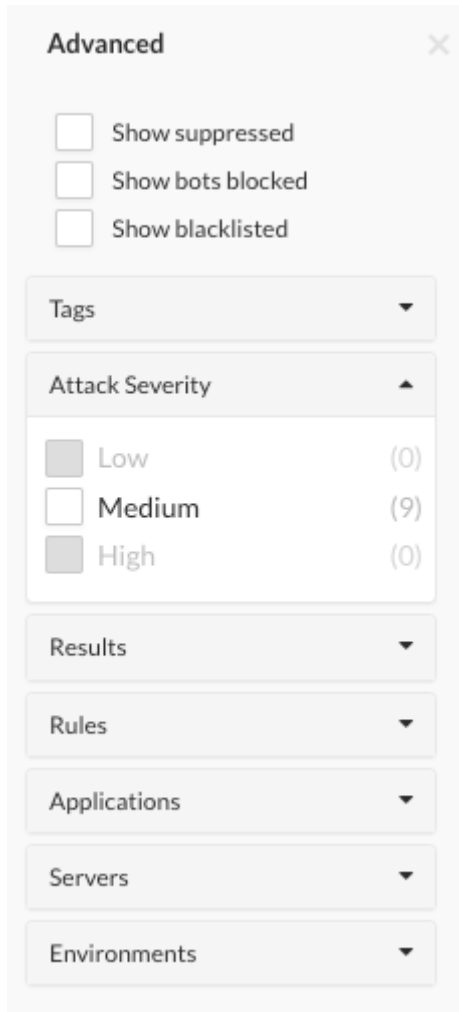 Advanced
Show suppressed
Show bots blocked
Show blacklisted
Tags
Attack Severity
Low (0)
Medium (9)
High (0)
Results
Rules
Applications
Servers
Environments